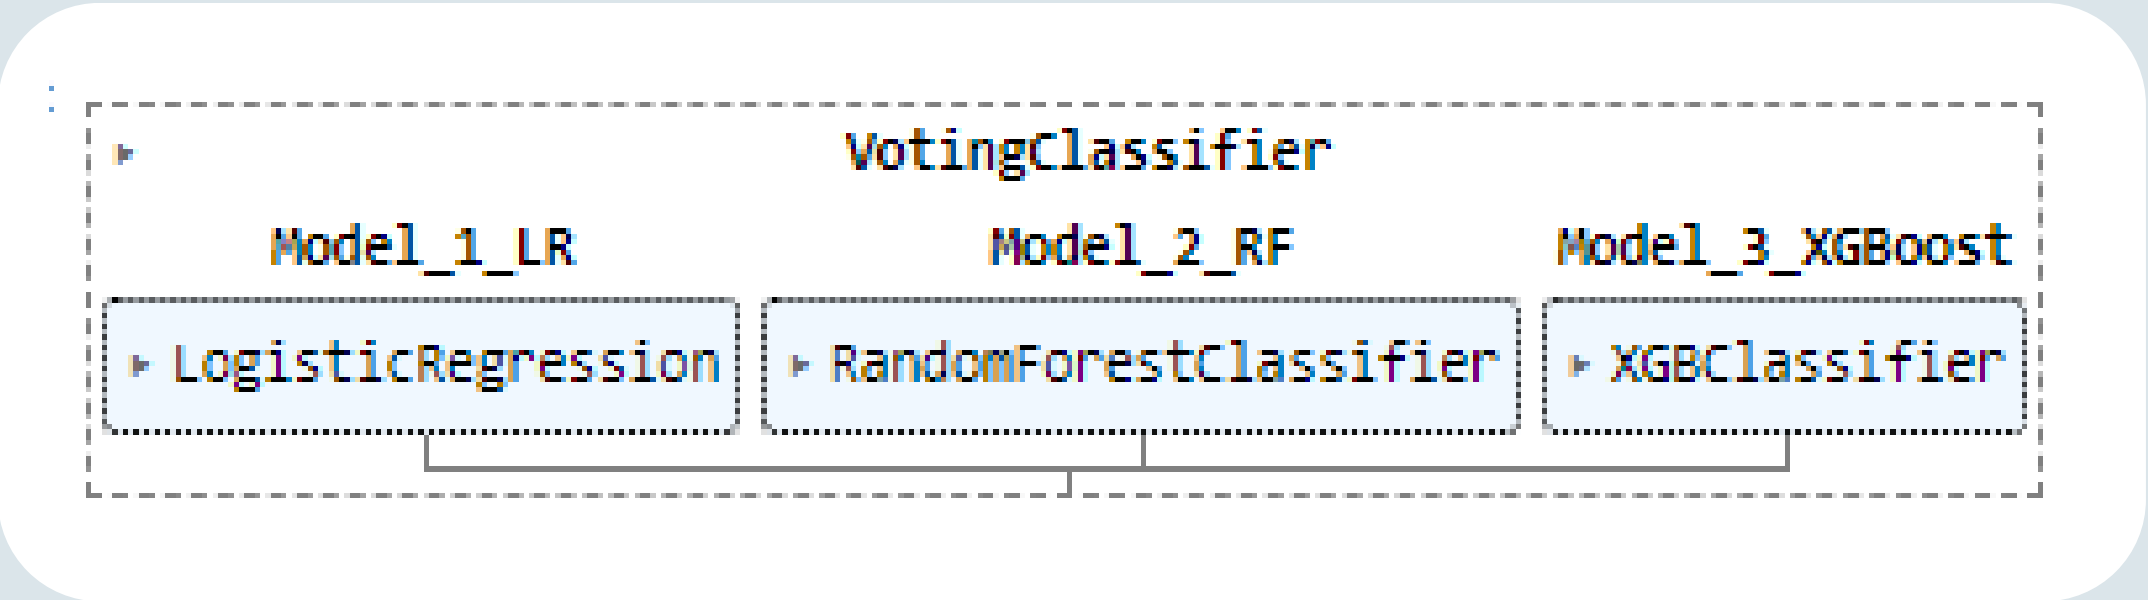 :
VotingClassifier
Model_1_LR Model_2_RF Model_3_XGBoost
LogisticRegression RandomForestClassifier XGBClassifier